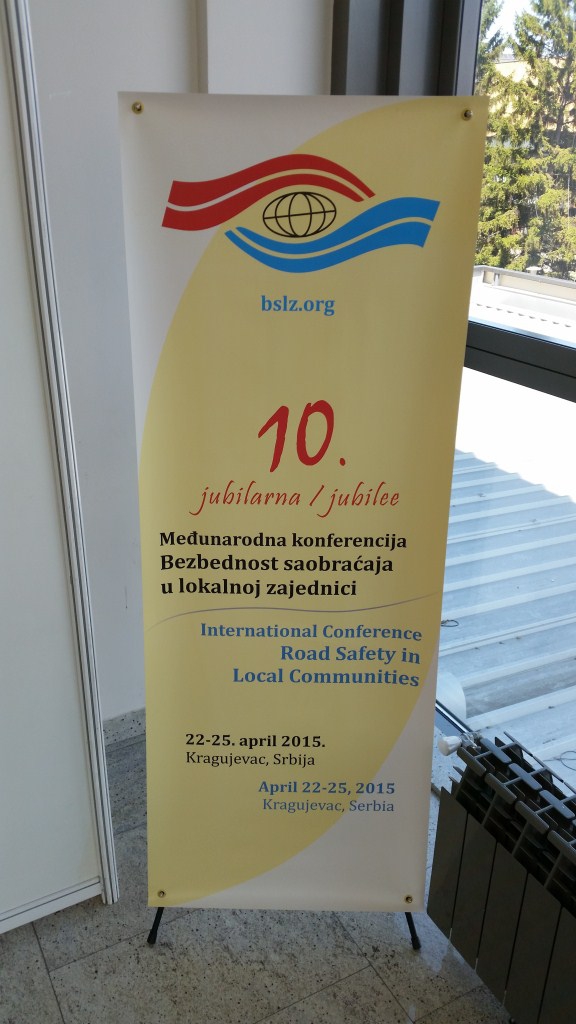 bslz.org
10.
jubilarna / jubilee
Međunarodna konferencija
Bezbednost saobraćaja
u lokalnoj zajednici
International Conference
Road Safety in
Local Communities
22-25. april 2015.
Kragujevac, Srbija
April 22-25, 2015
Kragujevac, Serbia